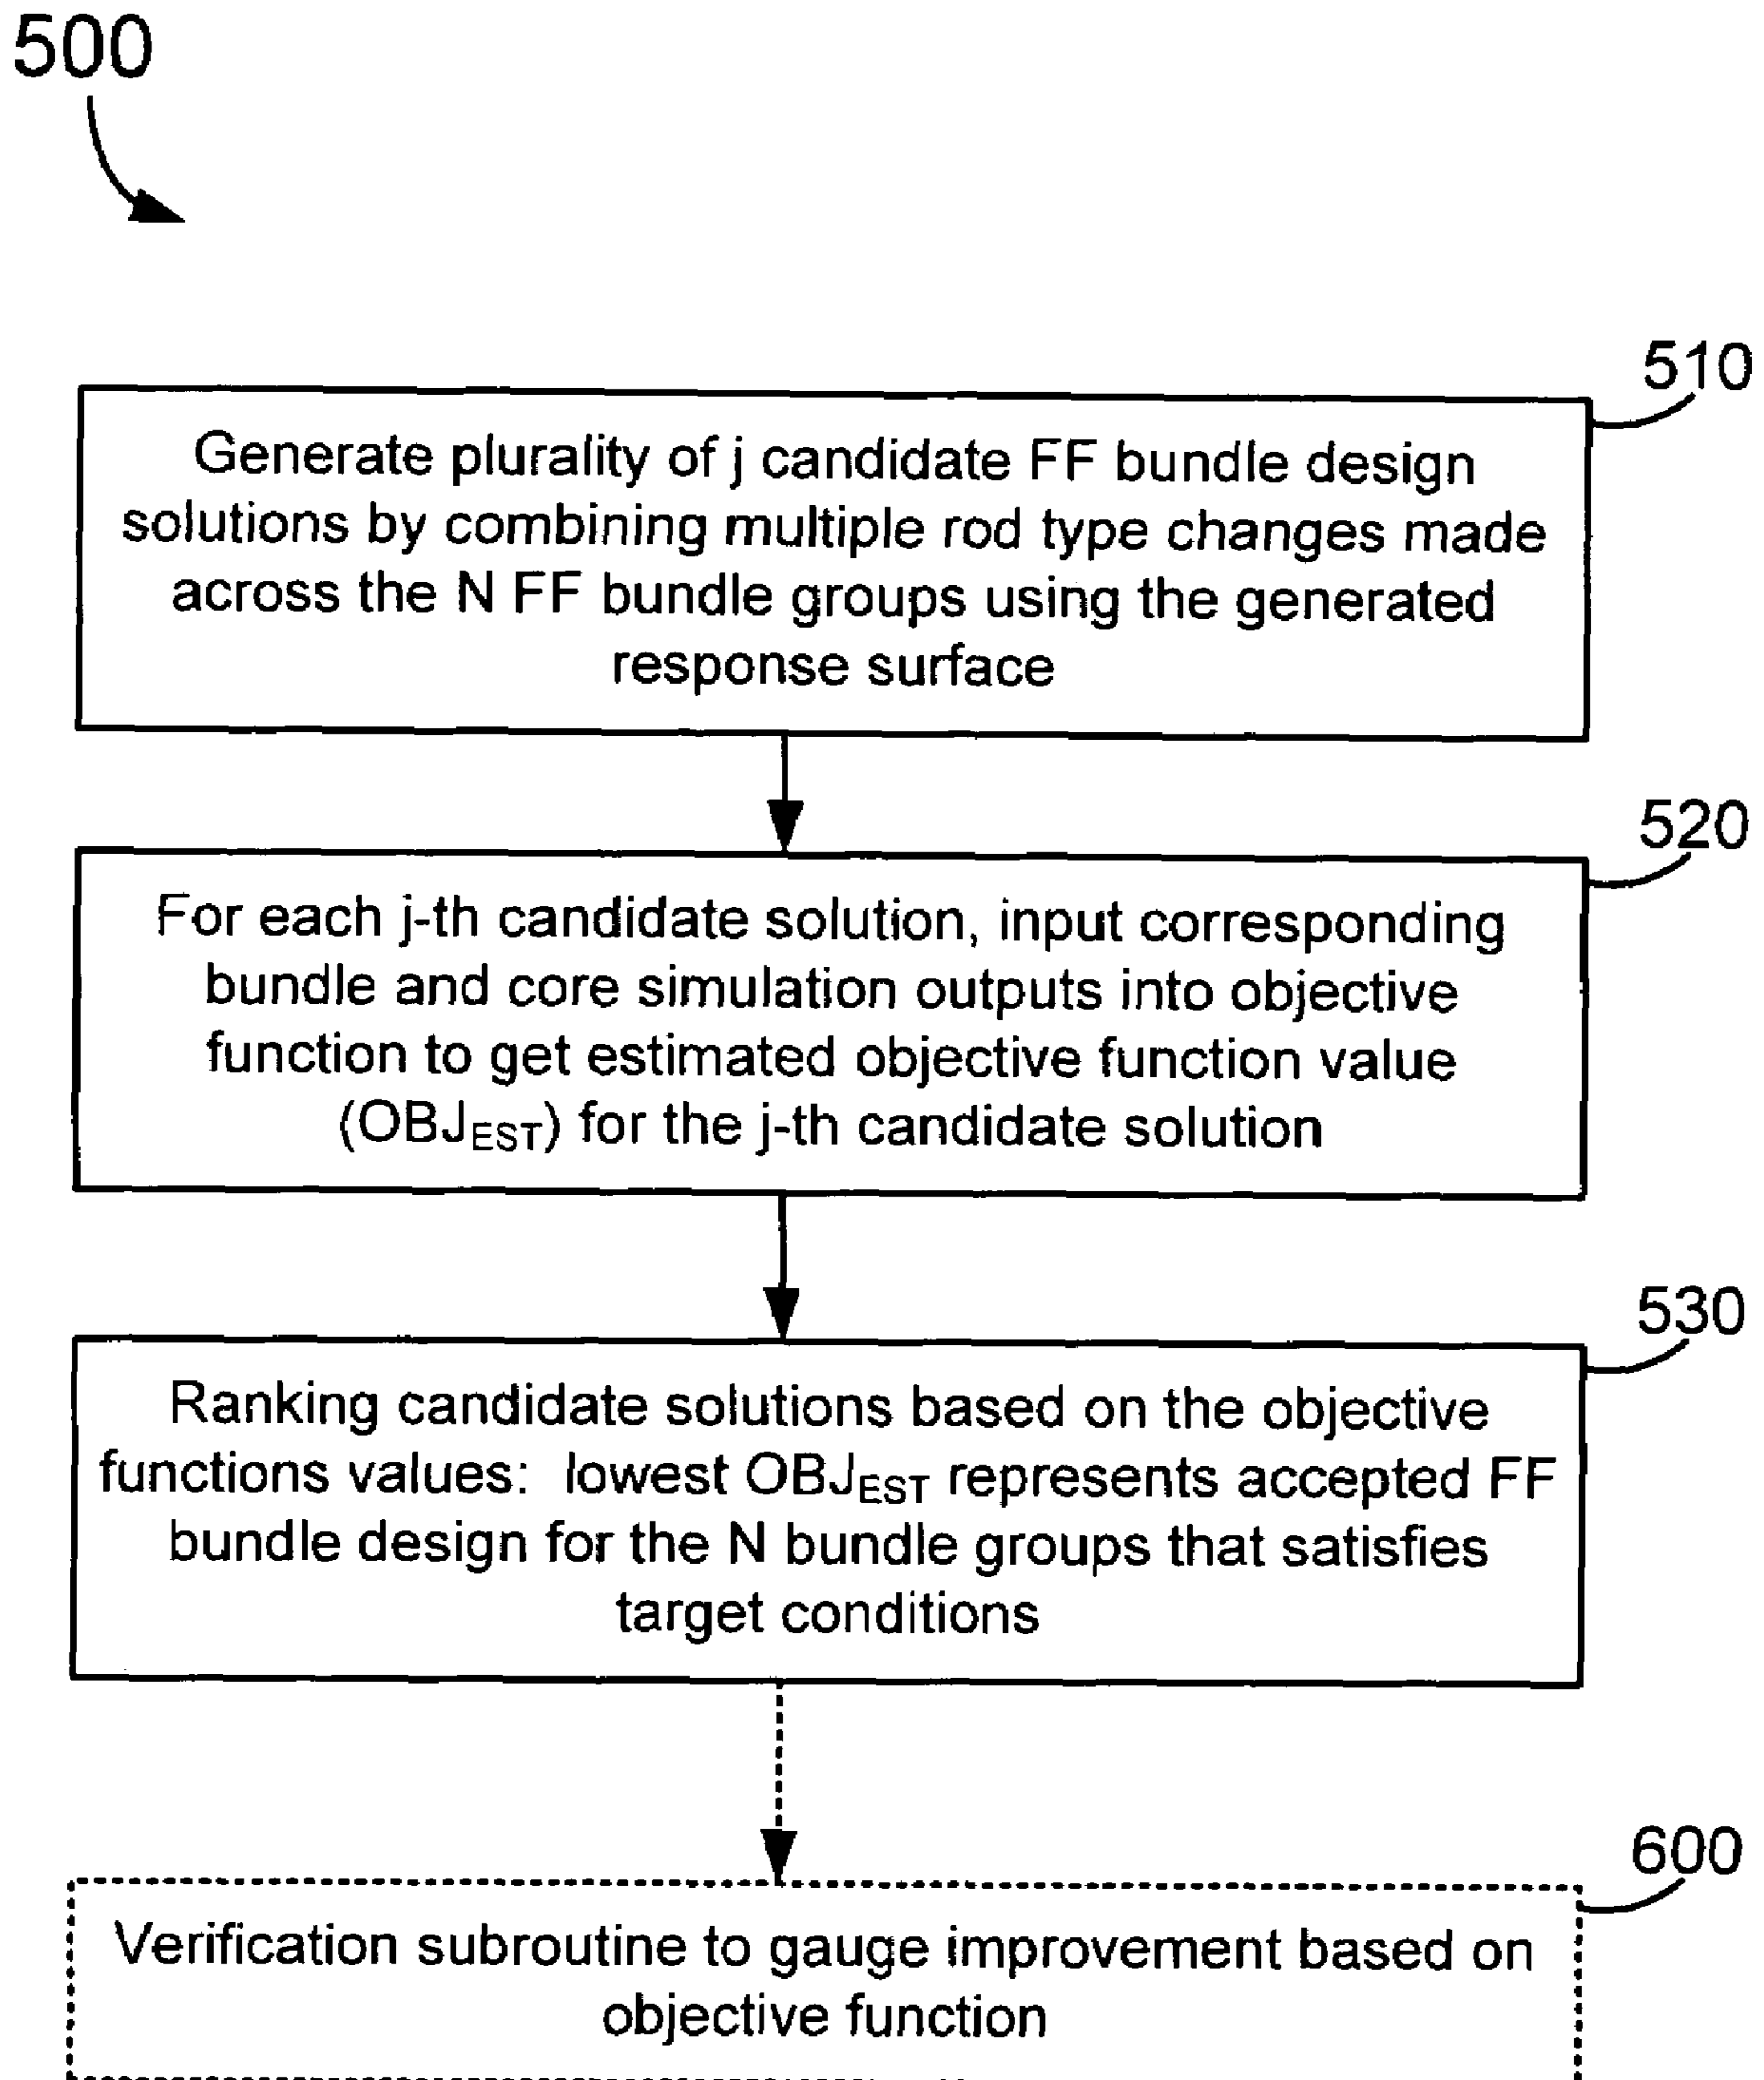 500
510
Generate plurality of j candidate FF bundle design
solutions by combining multiple rod type changes made
across the N FF bundle groups using the generated
response surface
520
For each j-th candidate solution, input corresponding
bundle and core simulation outputs into objective
function to get estimated objective function value
(OBJEST) for the j-th candidate solution
530
Ranking candidate solutions based on the objective
functions values: lowest OBJEST represents accepted FF
bundle design for the N bundle groups that satisfies
target conditions
600
Verification subroutine to gauge improvement based on
objective function